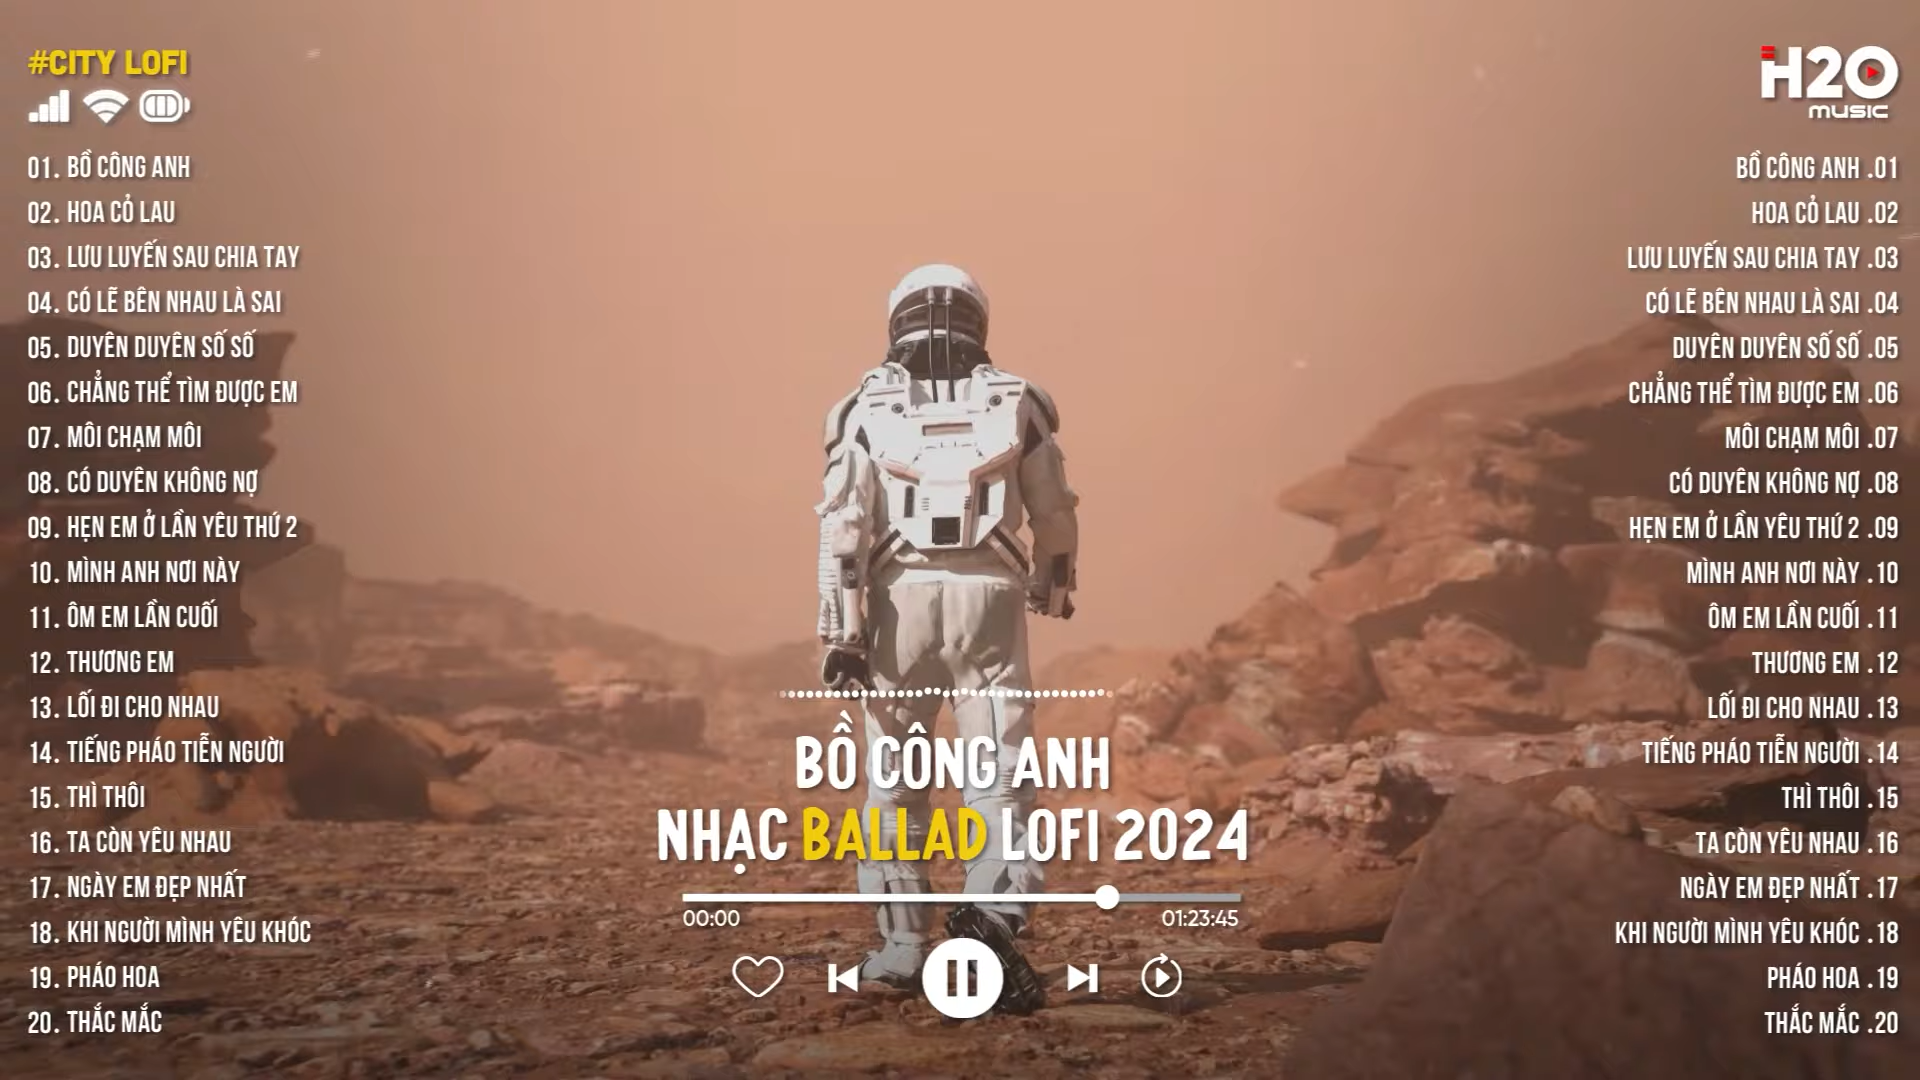 #CITY LOFI
01. BỒ CÔNG ANH
02. HOA CỎ LAU
03. LƯU LUYẾN SAU CHIA TAY
04. CÓ LẼ BÊN NHAU LÀ SAI
05. DUYÊN DUYÊN SỐ SỐ
06. CHẲNG THỂ TÌM ĐƯỢC EM
07. MÔI CHẠM MÔI
08. CÓ DUYÊN KHÔNG NỢ
09. HẸN EM Ở LẦN YÊU THỨ 2
10. MÌNH ANH NƠI NÀY
11. ÔM EM LẦN CUỐI
12. THƯƠNG EM
13. LỐI ĐI CHO NHAU
14. TIẾNG PHÁO TIỄN NGƯỜI
15. THÌ THÔI
16. TA CÒN YÊU NHAU
17. NGÀY EM ĐẸP NHẤT
18. KHI NGƯỜI MÌNH YÊU KHÓC
19. PHÁO HOA
20. THẮC MẮC
BỒ CÔNG ANH
NHẠC BALLAD LOFI 2024
00:00 01:23:45
H2O
MUSIC
BỒ CÔNG ANH .01
HOA CỎ LAU .02
LƯU LUYẾN SAU CHIA TAY .03
CÓ LẼ BÊN NHAU LÀ SAI .04
DUYÊN DUYÊN SỐ SỐ .05
CHẲNG THỂ TÌM ĐƯỢC EM .06
MÔI CHẠM MÔI .07
CÓ DUYÊN KHÔNG NỢ .08
HẸN EM Ở LẦN YÊU THỨ 2 .09
MÌNH ANH NƠI NÀY .10
ÔM EM LẦN CUỐI .11
THƯƠNG EM .12
LỐI ĐI CHO NHAU .13
TIẾNG PHÁO TIỄN NGƯỜI .14
THÌ THÔI .15
TA CÒN YÊU NHAU .16
NGÀY EM ĐẸP NHẤT .17
KHI NGƯỜI MÌNH YÊU KHÓC .18
PHÁO HOA .19
THẮC MẮC .20